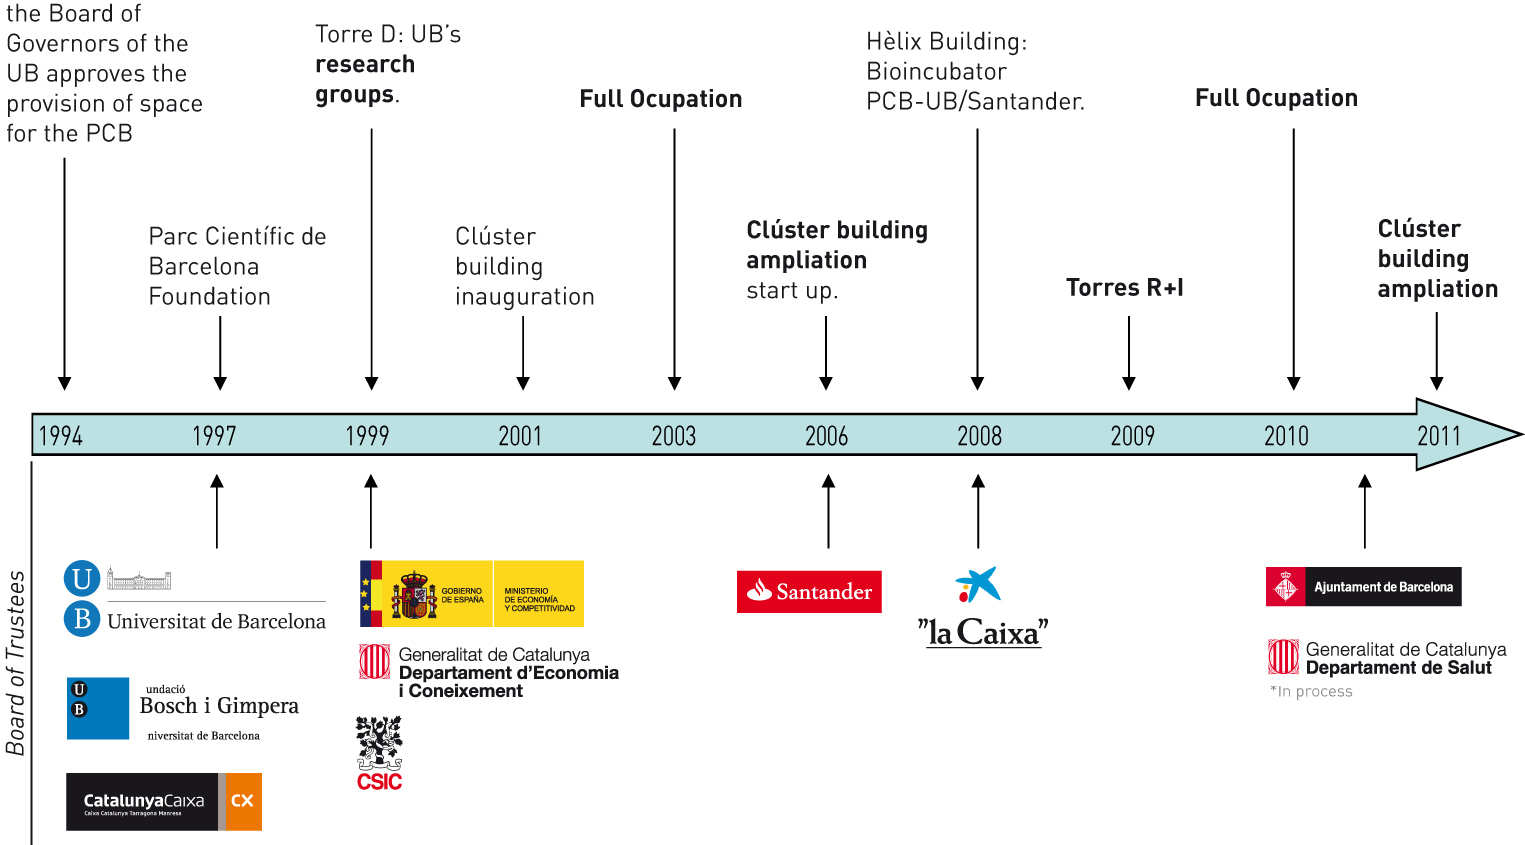 the Board of
Governors of the
UB approves the
provision of space
for the PCB
Torre D: UB's
research
groups.
Full Ocupation
Hèlix Building:
Bioincubator
PCB-UB/Santander.
Full Ocupation
Parc Científic de
Barcelona
Foundation
Clúster
building
inauguration
Clúster building
ampliation
start up.
Torres R+I
Clúster
building
ampliation
1994 1997 1999 2001 2003 2006 2008 2009 2010 2011
Board of Trustees
U
B
Universitat de Barcelona
U
B
undació
Bosch i Gimpera
niversitat de Barcelona
CatalunyaCaixa CX
Caixa Catalunya Tarragona Manresa
GOBIERNO
DE ESPAÑA
MINISTERIO
DE ECONOMÍA
Y COMPETITIVIDAD
Generalitat de Catalunya
Departament d'Economia
i Coneixement
CSIC
Santander
"la Caixa"
Ajuntament de Barcelona
Generalitat de Catalunya
Departament de Salut
*In process